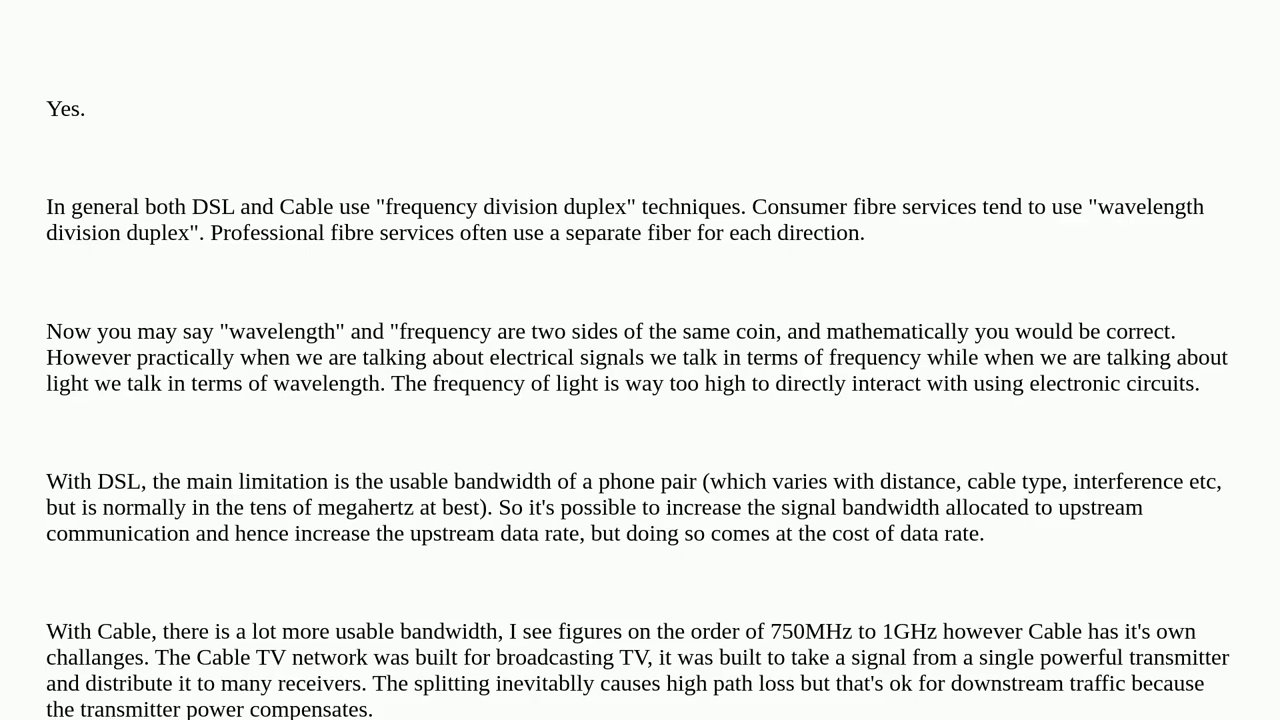 Yes.
In general both DSL and Cable use "frequency division duplex" techniques. Consumer fibre services tend to use "wavelength
division duplex". Professional fibre services often use a separate fiber for each direction.
Now you may say "wavelength" and "frequency are two sides of the same coin, and mathematically you would be correct.
However practically when we are talking about electrical signals we talk in terms of frequency while when we are talking about
light we talk in terms of wavelength. The frequency of light is way too high to directly interact with using electronic circuits.
With DSL, the main limitation is the usable bandwidth of a phone pair (which varies with distance, cable type, interference etc,
but is normally in the tens of megahertz at best). So it's possible to increase the signal bandwidth allocated to upstream
communication and hence increase the upstream data rate, but doing so comes at the cost of data rate.
With Cable, there is a lot more usable bandwidth, I see figures on the order of 750MHz to 1GHz however Cable has it's own
challanges. The Cable TV network was built for broadcasting TV, it was built to take a signal from a single powerful transmitter
and distribute it to many receivers. The splitting inevitablly causes high path loss but that's ok for downstream traffic because
the transmitter power compensates.